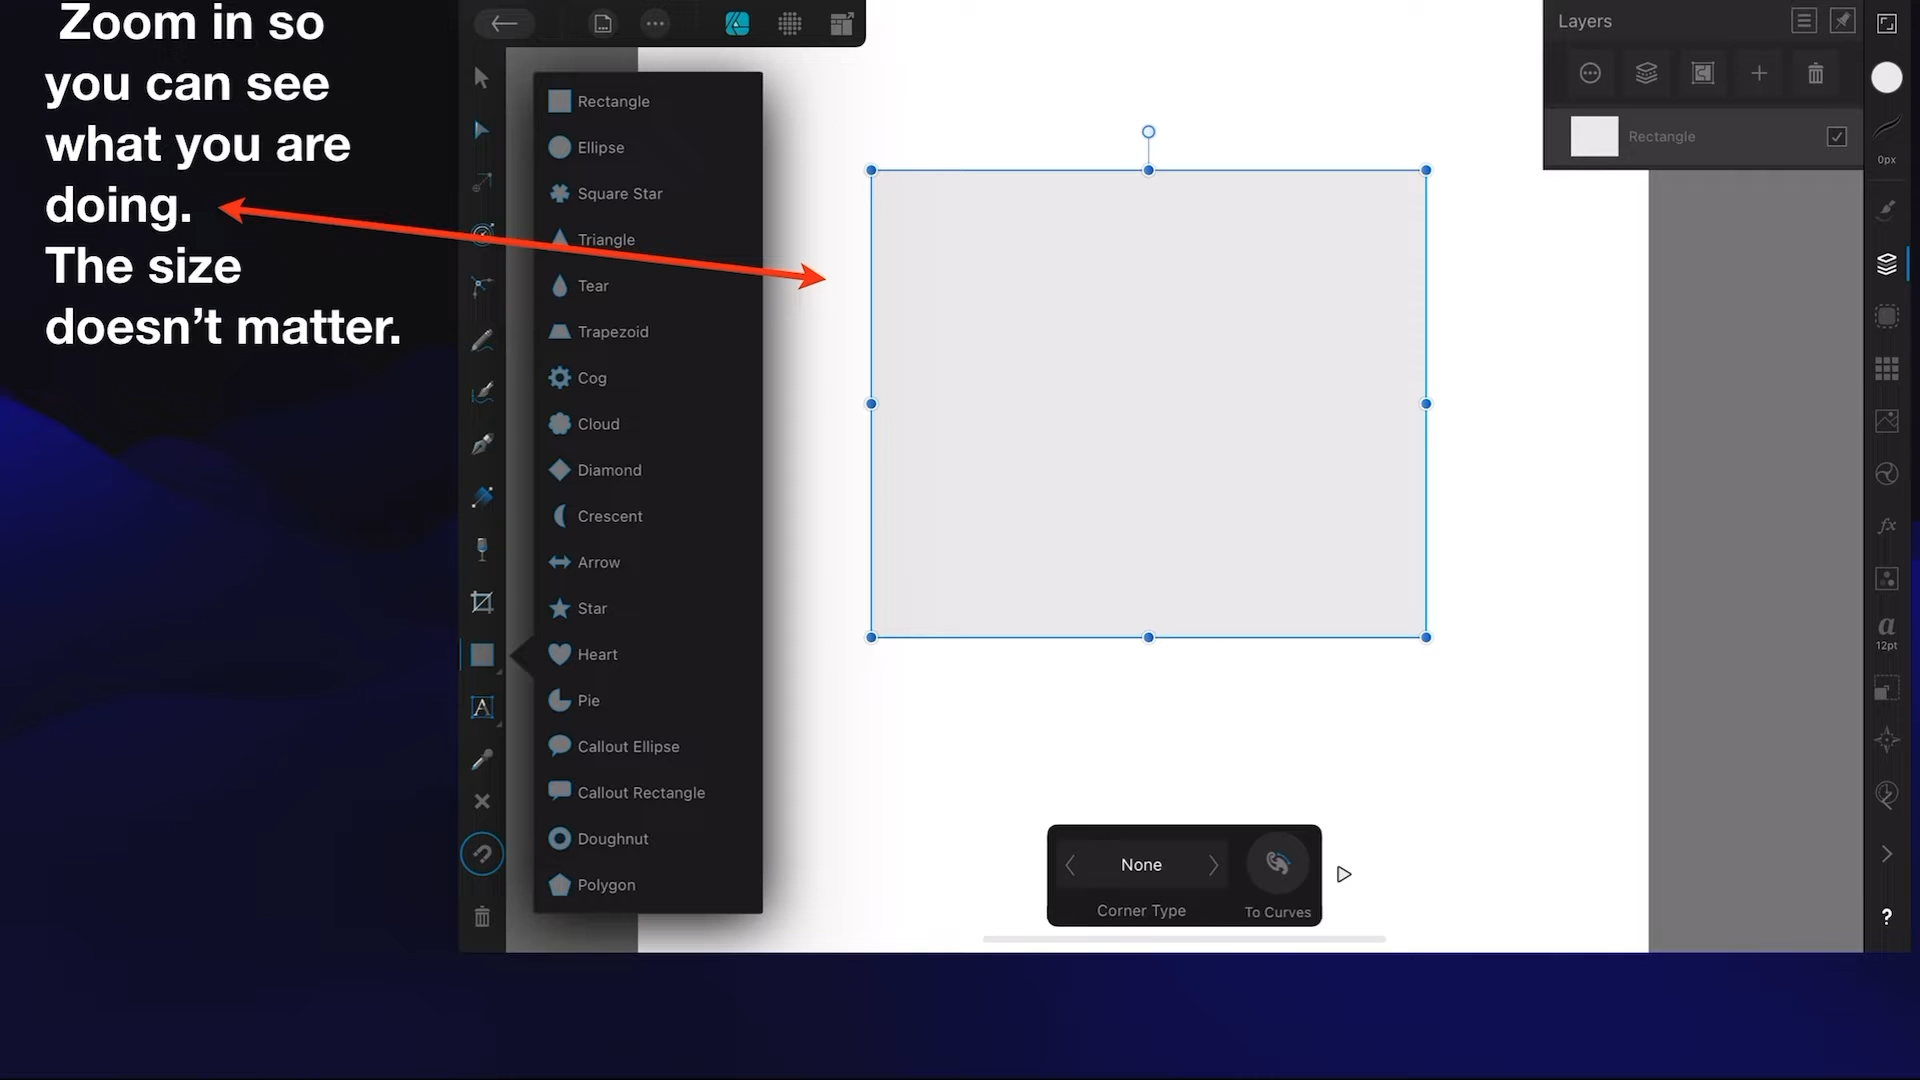 Zoom in so
you can see
what you are
doing.
The size
doesn't matter.
Rectangle
Ellipse
Square Star
Triangle
Tear
Trapezoid
Cog
Cloud
Diamond
Crescent
Arrow
Star
Heart
Pie
Callout Ellipse
Callout Rectangle
Doughnut
Polygon
A
None
Corner Type
To Curves
Layers
Rectangle
0px
fx
a
12pt
?